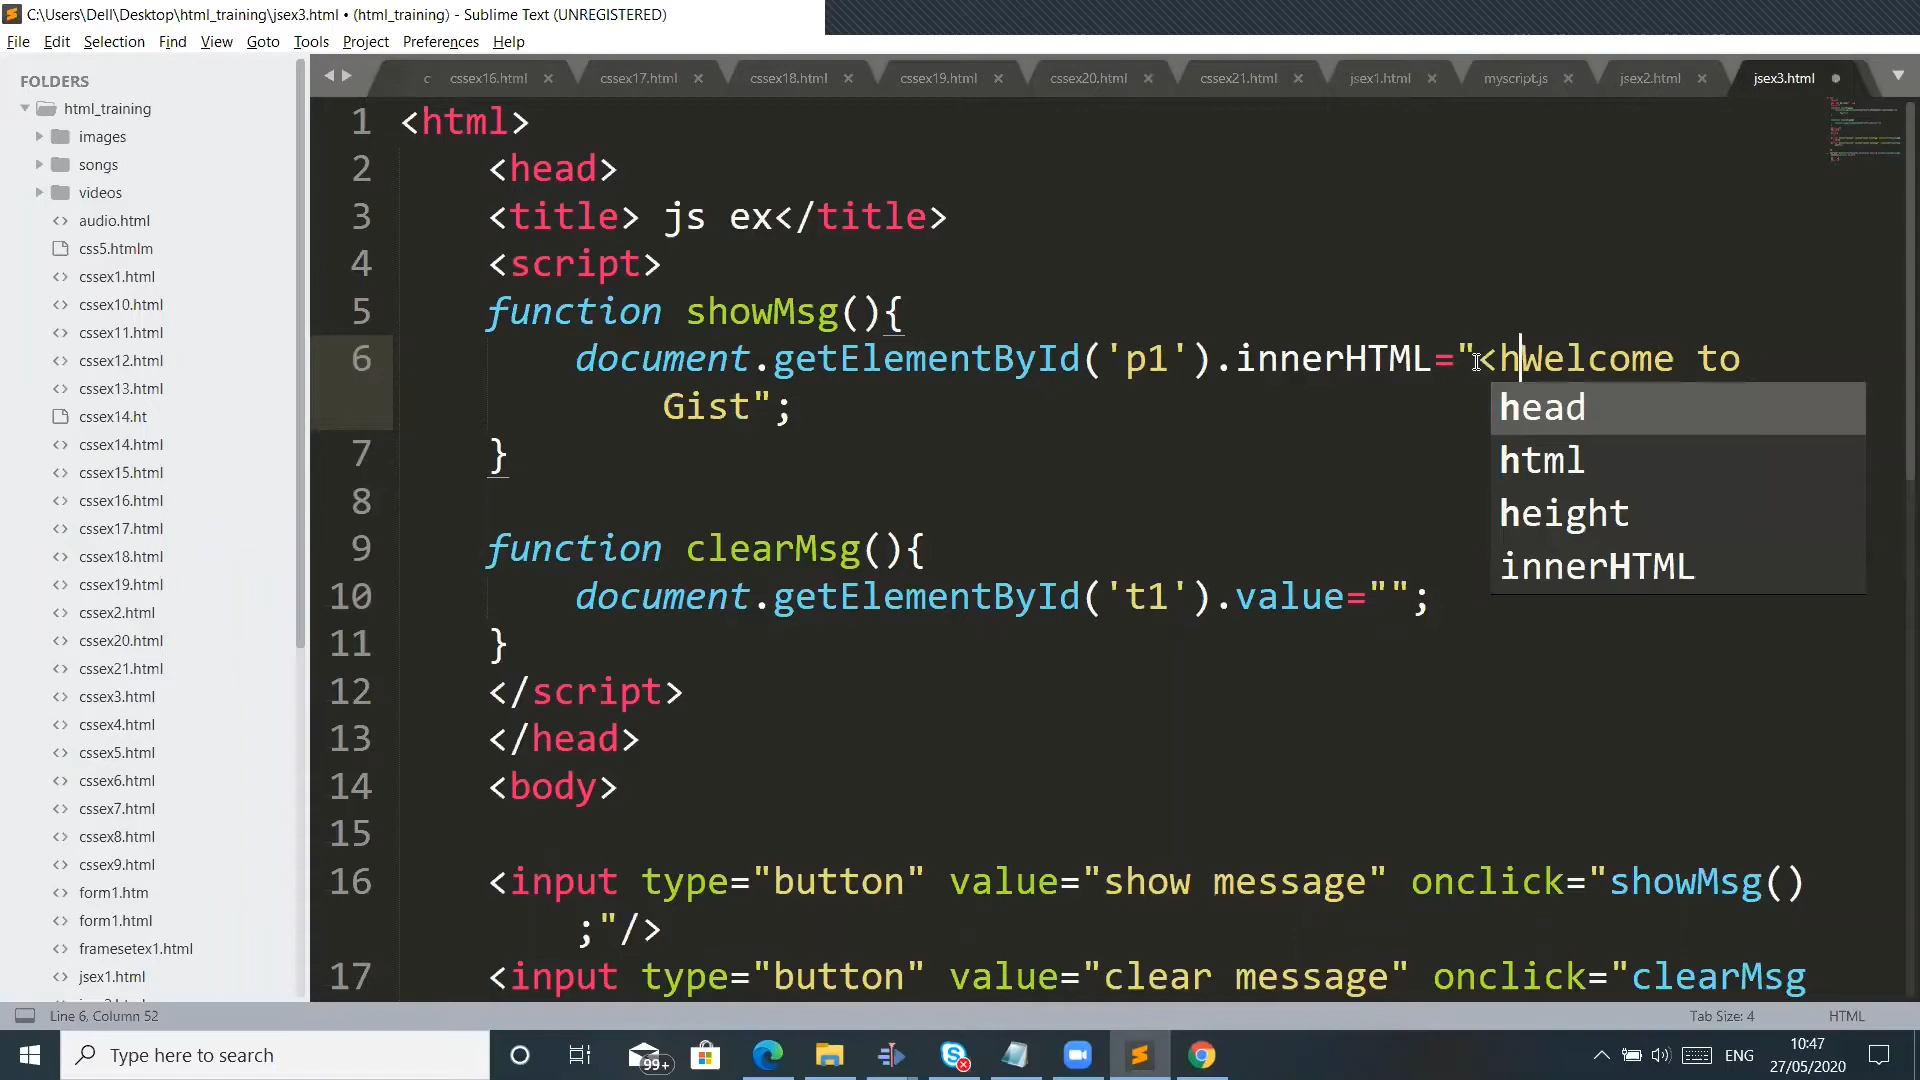 C:\Users\Dell\Desktop\html_training\jsex3.html • (html_training) - Sublime Text (UNREGISTERED)
File Edit Selection Find View Goto Tools Project Preferences Help
FOLDERS
html_training
images
songs
videos
audio.html
css5.htmlm
cssex1.html
cssex10.html
cssex11.html
cssex12.html
cssex13.html
cssex14.ht
cssex14.html
cssex15.html
cssex16.html
cssex17.html
cssex18.html
cssex19.html
cssex2.html
cssex20.html
cssex21.html
cssex3.html
cssex4.html
cssex5.html
cssex6.html
cssex7.html
cssex8.html
cssex9.html
form1.htm
form1.html
framesetex1.html
jsex1.html
c cssex16.html cssex17.html cssex18.html cssex19.html cssex20.html cssex21.html jsex1.html myscript.js jsex2.html jsex3.html
1 <html>
2 <head>
3 <title> js ex</title>
4 <script>
5 function showMsg(){
6 document.getElementById('p1').innerHTML="<hWelcome to
Gist";
7 }
8
9 function clearMsg(){
10 document.getElementById('t1').value="";
11 }
12 </script>
13 </head>
14 <body>
15
16 <input type="button" value="show message" onclick="showMsg()
;"/>
17 <input type="button" value="clear message" onclick="clearMsg
head
html
height
innerHTML
Line 6, Column 52
Tab Size: 4
HTML
Type here to search
99+
ENG
10:47
27/05/2020